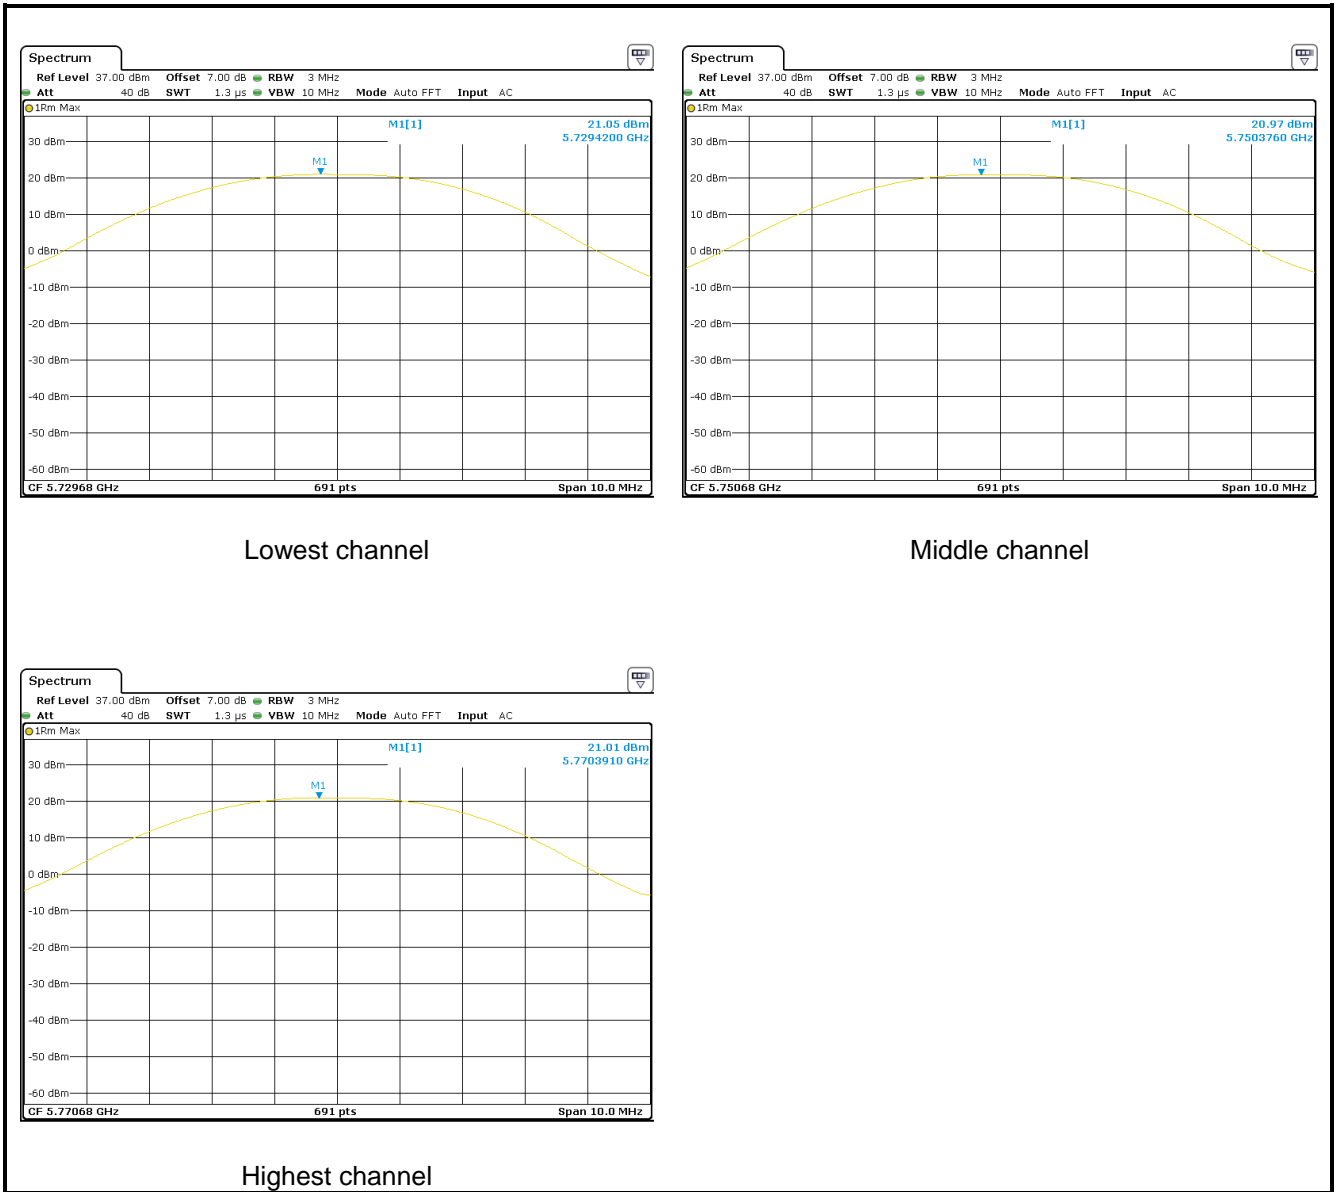 Spectrum
Ref Level 37.00 dBm Offset 7.00 dB RBW 3 MHz
Att 40 dB SWT 1.3 µs VBW 10 MHz Mode Auto FFT Input AC
1Rm Max
M1[1] 21.05 dBm
5.7294200 GHz
30 dBm
M1
20 dBm
10 dBm
0 dBm
-10 dBm
-20 dBm
-30 dBm
-40 dBm
-50 dBm
-60 dBm
CF 5.72968 GHz 691 pts Span 10.0 MHz
Lowest channel
Spectrum
Ref Level 37.00 dBm Offset 7.00 dB RBW 3 MHz
Att 40 dB SWT 1.3 µs VBW 10 MHz Mode Auto FFT Input AC
1Rm Max
M1[1] 20.97 dBm
5.7503760 GHz
30 dBm
M1
20 dBm
10 dBm
0 dBm
-10 dBm
-20 dBm
-30 dBm
-40 dBm
-50 dBm
-60 dBm
CF 5.75068 GHz 691 pts Span 10.0 MHz
Middle channel
Spectrum
Ref Level 37.00 dBm Offset 7.00 dB RBW 3 MHz
Att 40 dB SWT 1.3 µs VBW 10 MHz Mode Auto FFT Input AC
1Rm Max
M1[1] 21.01 dBm
5.7703910 GHz
30 dBm
M1
20 dBm
10 dBm
0 dBm
-10 dBm
-20 dBm
-30 dBm
-40 dBm
-50 dBm
-60 dBm
CF 5.77068 GHz 691 pts Span 10.0 MHz
Highest channel